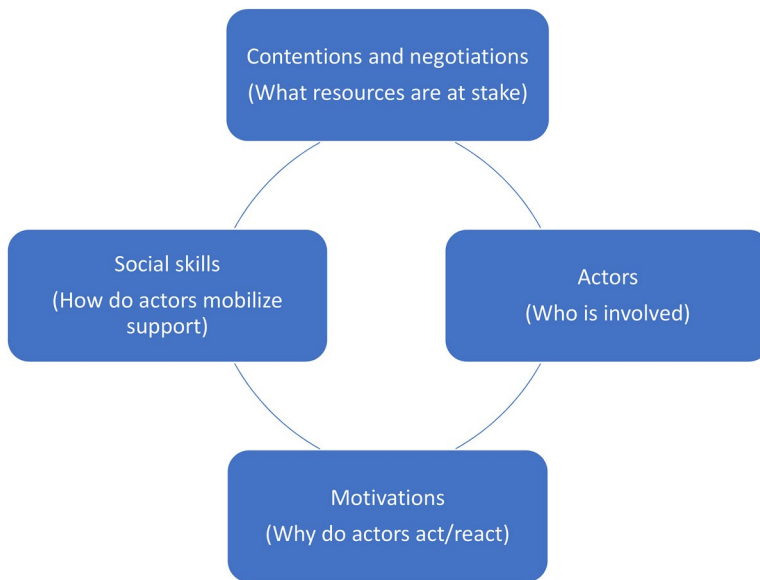 Contentions and negotiations
(What resources are at stake)
Social skills
(How do actors mobilize
support)
Actors
(Who is involved)
Motivations
(Why do actors act/react)